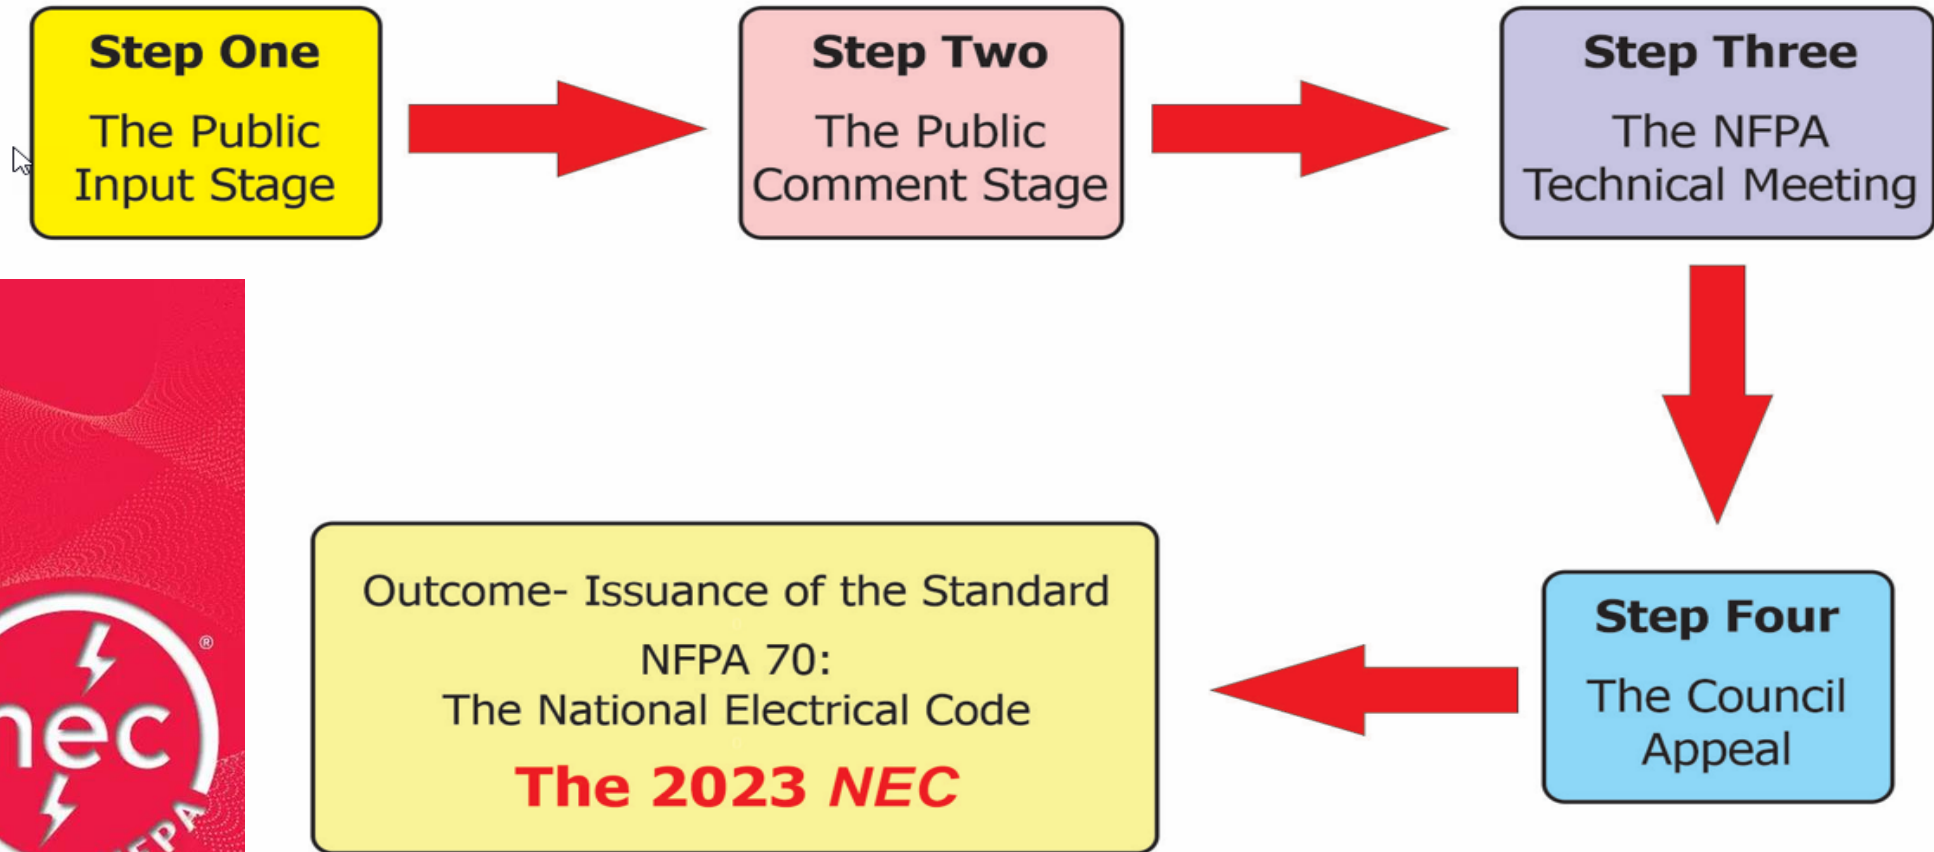 Step One
The Public
Input Stage
Step Two
The Public
Comment Stage
Step Three
The NFPA
Technical Meeting
Step Four
The Council
Appeal
Outcome- Issuance of the Standard
NFPA 70:
The National Electrical Code
The 2023 NEC
nec
®